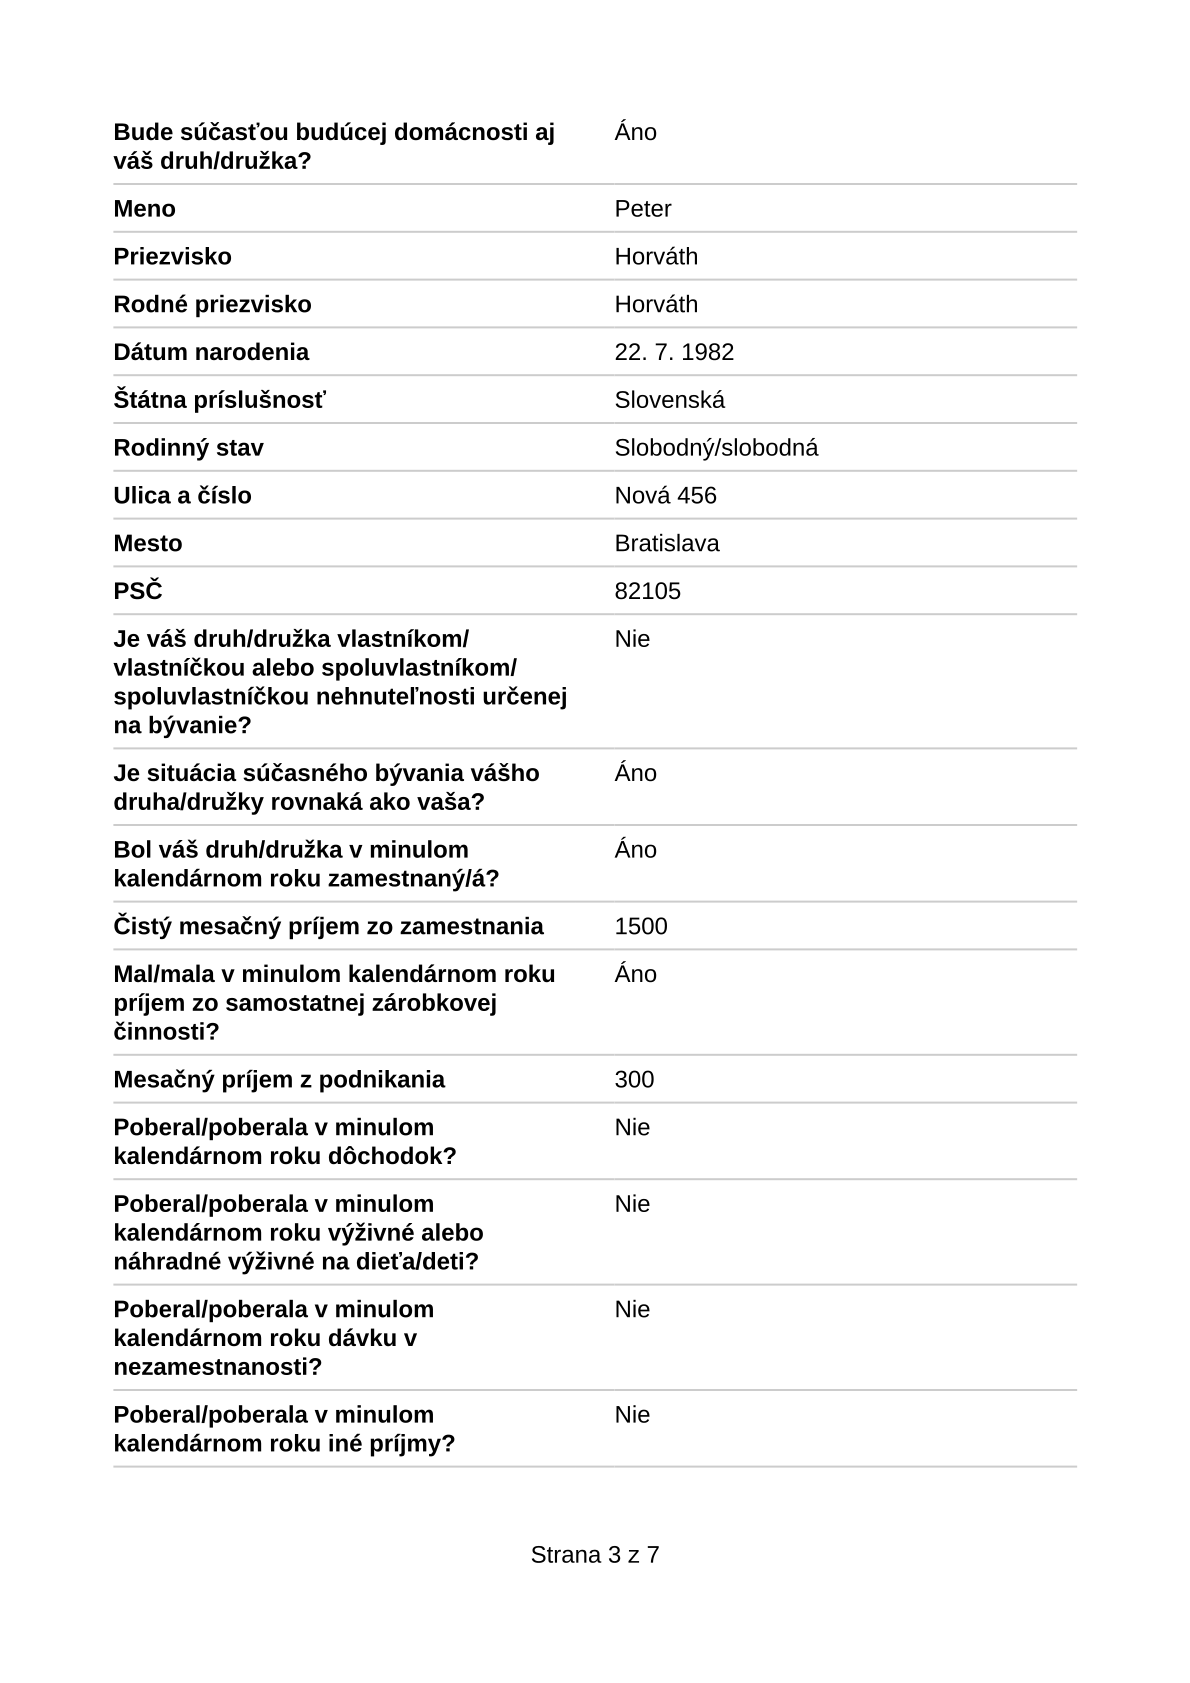 Bude súčasťou budúcej domácnosti aj Áno
váš druh/družka?
Meno Peter
Priezvisko Horváth
Rodné priezvisko Horváth
Dátum narodenia 22. 7. 1982
Štátna príslušnosť Slovenská
Rodinný stav Slobodný/slobodná
Ulica a číslo Nová 456
Mesto Bratislava
PSČ 82105
Je váš druh/družka vlastníkom/ Nie
vlastníčkou alebo spoluvlastníkom/
spoluvlastníčkou nehnuteľnosti určenej
na bývanie?
Je situácia súčasného bývania vášho Áno
druha/družky rovnaká ako vaša?
Bol váš druh/družka v minulom Áno
kalendárnom roku zamestnaný/á?
Čistý mesačný príjem zo zamestnania 1500
Mal/mala v minulom kalendárnom roku Áno
príjem zo samostatnej zárobkovej
činnosti?
Mesačný príjem z podnikania 300
Poberal/poberala v minulom Nie
kalendárnom roku dôchodok?
Poberal/poberala v minulom Nie
kalendárnom roku výživné alebo
náhradné výživné na dieťa/deti?
Poberal/poberala v minulom Nie
kalendárnom roku dávku v
nezamestnanosti?
Poberal/poberala v minulom Nie
kalendárnom roku iné príjmy?
Strana 3 z 7